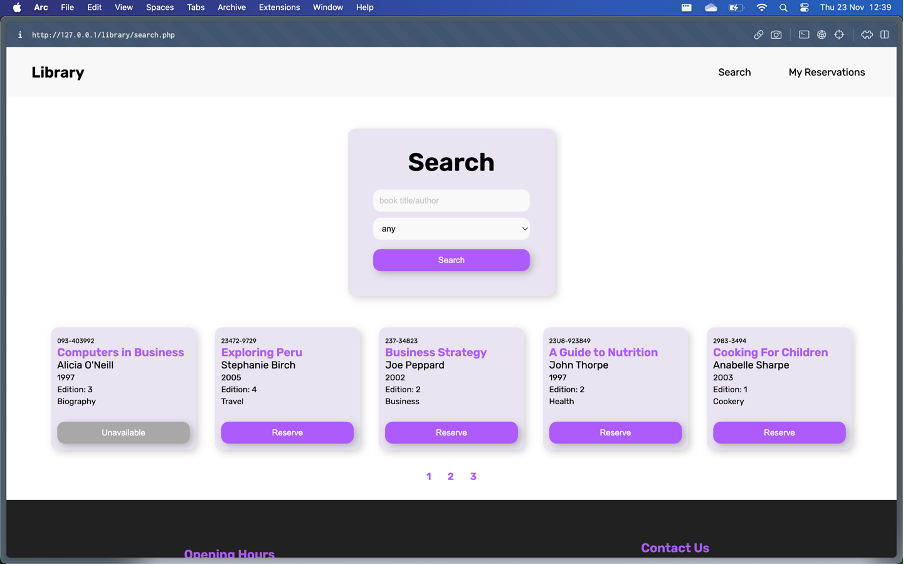 Arc File Edit View Spaces Tabs Archive Extensions Window Help Thu 23 Nov 12:39
http://127.0.0.1/library/search.php
Library Search My Reservations
Search
book title/author
any
Search
093-403992
Computers in Business
Alicia O'Neill
1997
Edition: 3
Biography
Unavailable
23472-9729
Exploring Peru
Stephanie Birch
2005
Edition: 4
Travel
Reserve
237-34823
Business Strategy
Joe Peppard
2002
Edition: 2
Business
Reserve
23U8-923849
A Guide to Nutrition
John Thorpe
1997
Edition: 2
Health
Reserve
2983-3494
Cooking For Children
Anabelle Sharpe
2003
Edition: 1
Cookery
Reserve
1 2 3
Opening Hours
Contact Us